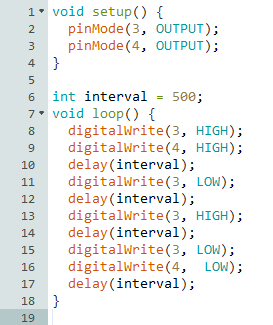 1 void setup() {
2   pinMode(3, OUTPUT);
3   pinMode(4, OUTPUT);
4 }
5
6 int interval = 500;
7 void loop() {
8   digitalWrite(3, HIGH);
9   digitalWrite(4, HIGH);
10   delay(interval);
11   digitalWrite(3, LOW);
12   delay(interval);
13   digitalWrite(3, HIGH);
14   delay(interval);
15   digitalWrite(3, LOW);
16   digitalWrite(4,  LOW);
17   delay(interval);
18 }
19